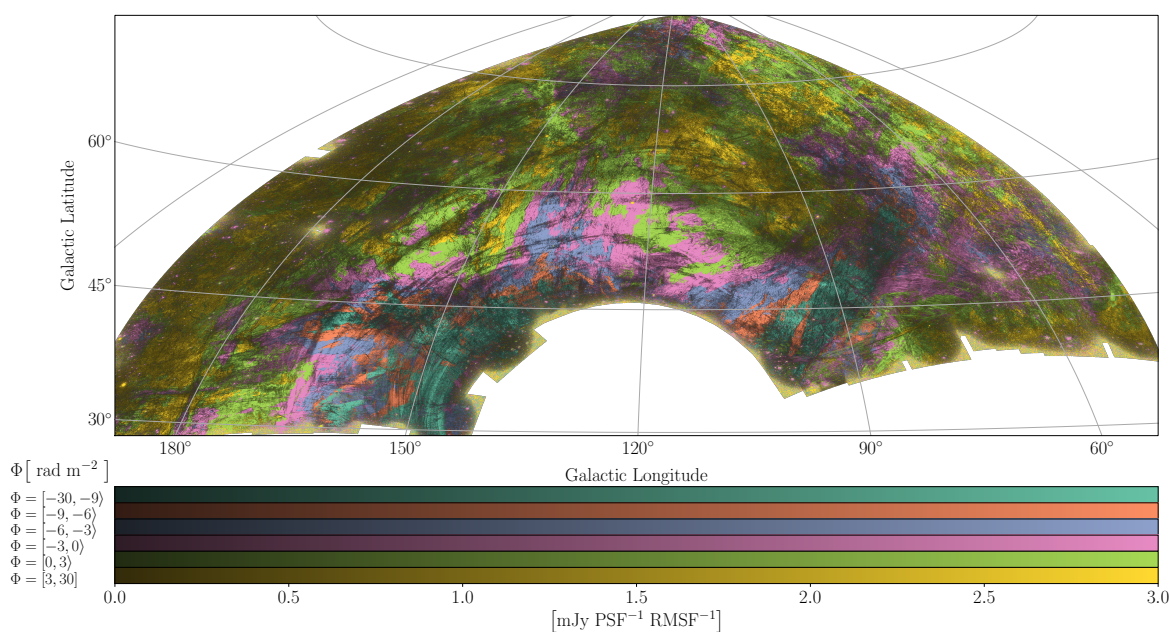 60°
45°
30°
Galactic Latitude
180°
150°
120°
90°
60°
Galactic Longitude
Φ[ rad m⁻² ]
Φ = [−30, −9⟩
Φ = [−9, −6⟩
Φ = [−6, −3⟩
Φ = [−3, 0⟩
Φ = [0, 3⟩
Φ = [3, 30]
0.0
0.5
1.0
1.5
2.0
2.5
3.0
[mJy PSF⁻¹ RMSF⁻¹]